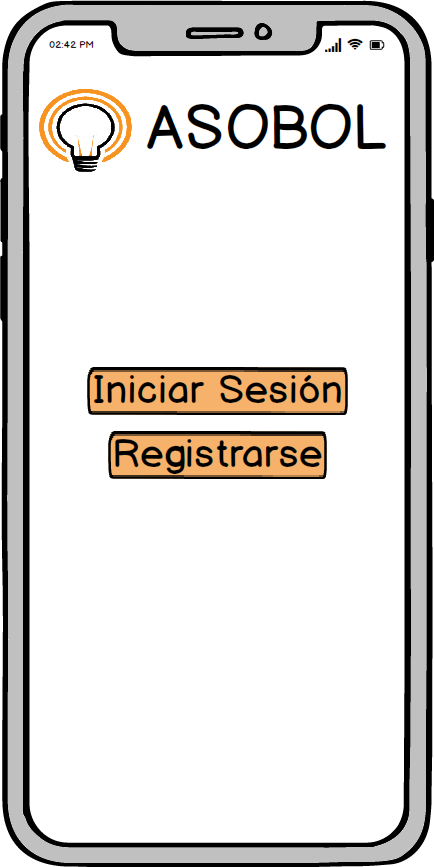 02:42 PM
ASOBOL
Iniciar Sesión
Registrarse